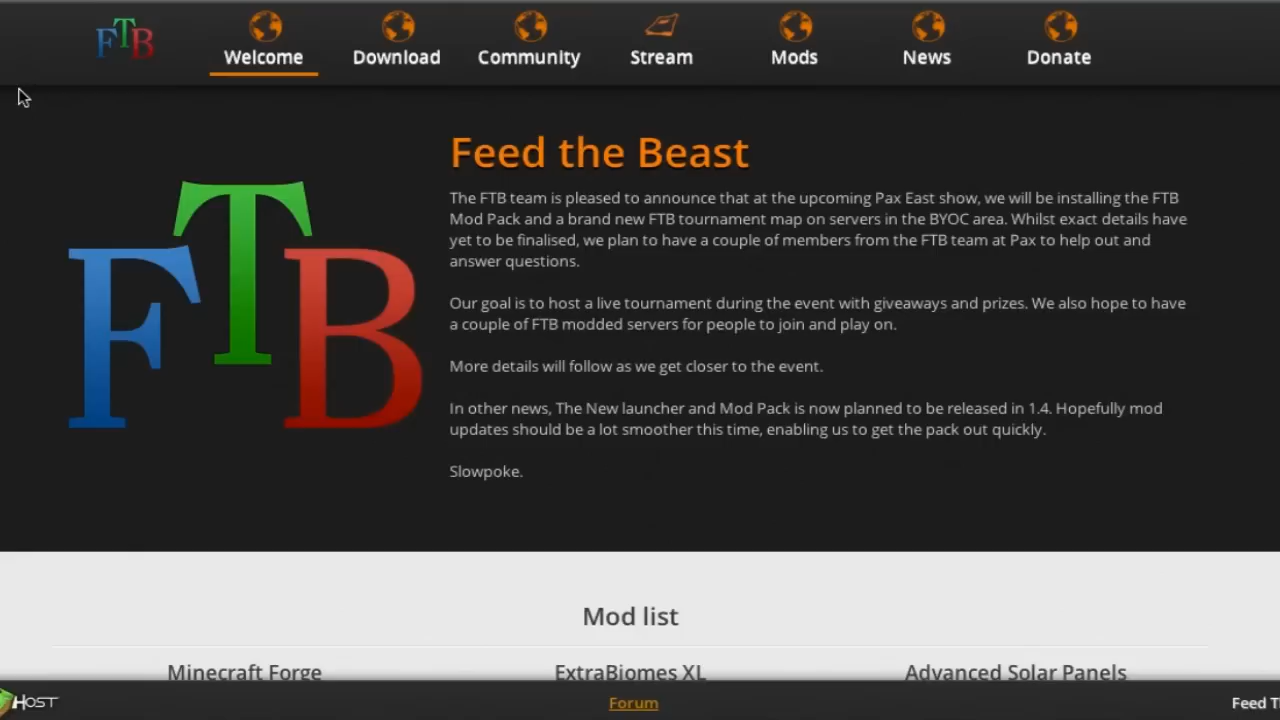 FTB
Welcome
Download
Community
Stream
Mods
News
Donate
FTB
Feed the Beast
The FTB team is pleased to announce that at the upcoming Pax East show, we will be installing the FTB
Mod Pack and a brand new FTB tournament map on servers in the BYOC area. Whilst exact details have
yet to be finalised, we plan to have a couple of members from the FTB team at Pax to help out and
answer questions.
Our goal is to host a live tournament during the event with giveaways and prizes. We also hope to have
a couple of FTB modded servers for people to join and play on.
More details will follow as we get closer to the event.
In other news, The New launcher and Mod Pack is now planned to be released in 1.4. Hopefully mod
updates should be a lot smoother this time, enabling us to get the pack out quickly.
Slowpoke.
Mod list
Minecraft Forge
ExtraBiomes XL
Advanced Solar Panels
Host
Forum
Feed T